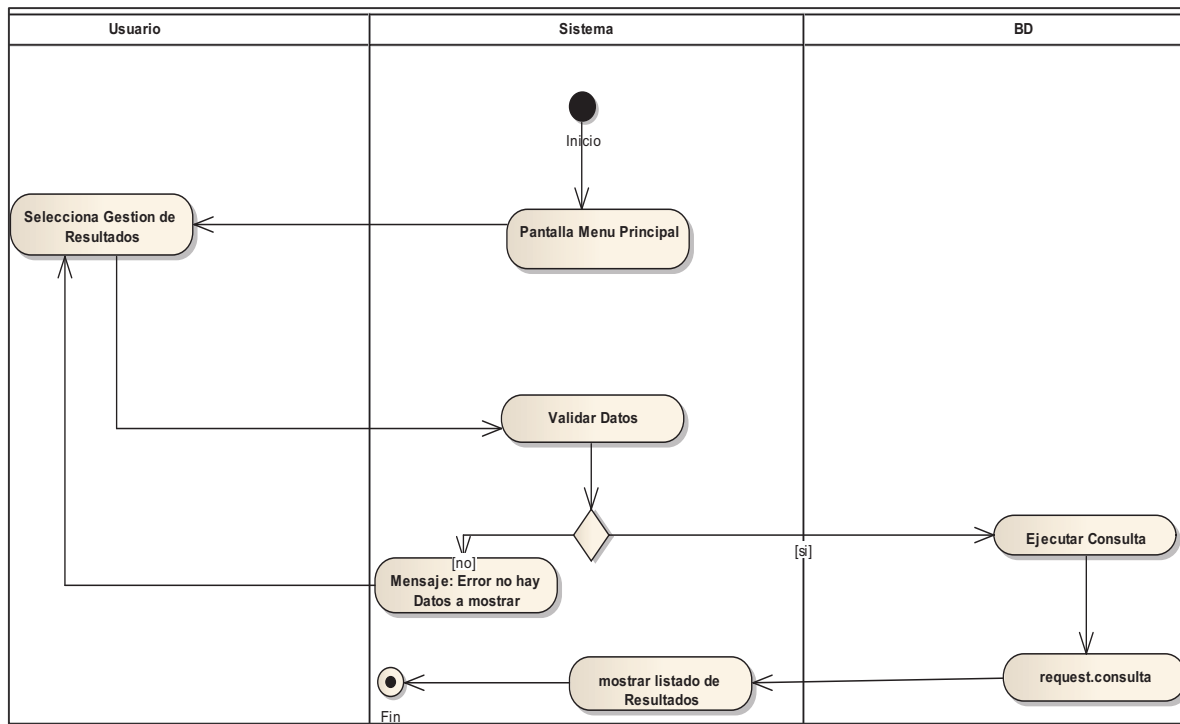 Usuario
Sistema
BD
Inicio
Selecciona Gestion de
Resultados
Pantalla Menu Principal
Validar Datos
[no]
[si]
Ejecutar Consulta
Mensaje: Error no hay
Datos a mostrar
mostrar listado de
Resultados
request.consulta
Fin